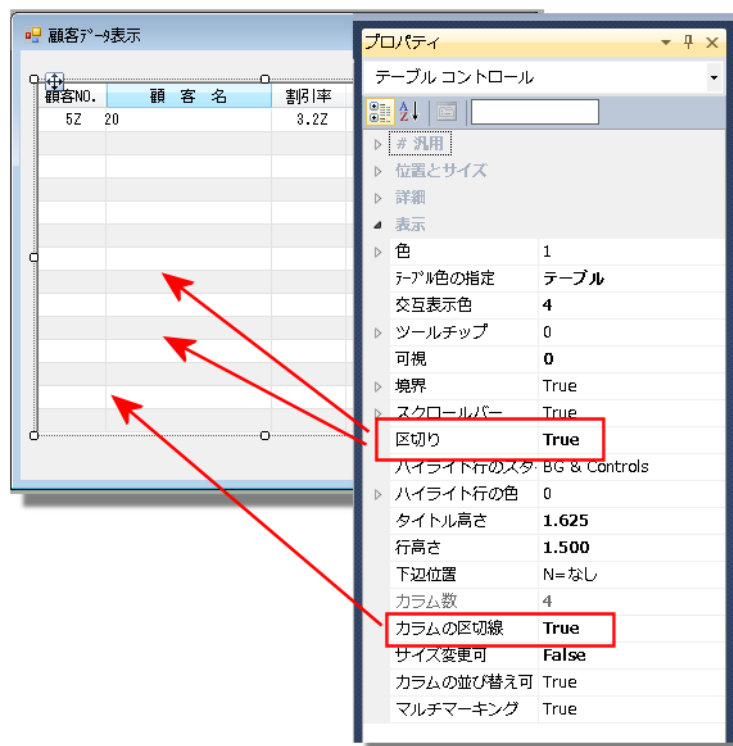 顧客ﾃﾞｰﾀ表示
顧客NO. 顧 客 名 割引率
5Z 20 3.2Z
プロパティ
テーブル コントロール
# 汎用
位置とサイズ
詳細
表示
色 1
ﾃｰﾌﾞﾙ色の指定 テーブル
交互表示色 4
ツールチップ 0
可視 0
境界 True
スクロールバー True
区切り True
ハイライト行のスタ BG & Controls
ハイライト行の色 0
タイトル高さ 1.625
行高さ 1.500
下辺位置 N=なし
カラム数 4
カラムの区切線 True
サイズ変更可 False
カラムの並び替え可 True
マルチマーキング True